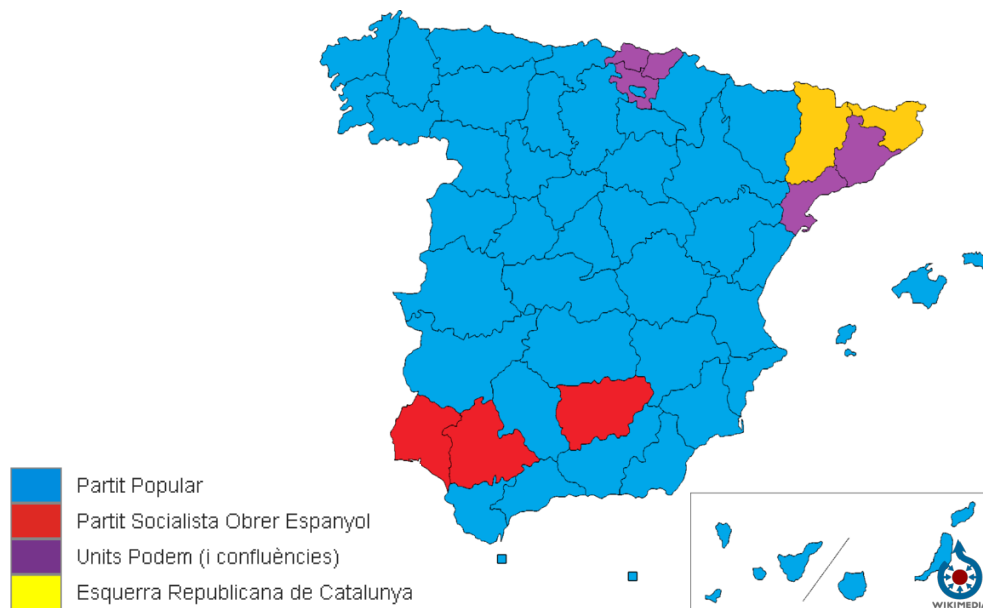 Partit Popular
Partit Socialista Obrer Espanyol
Units Podem (i confluències)
Esquerra Republicana de Catalunya
WIKIMEDIA